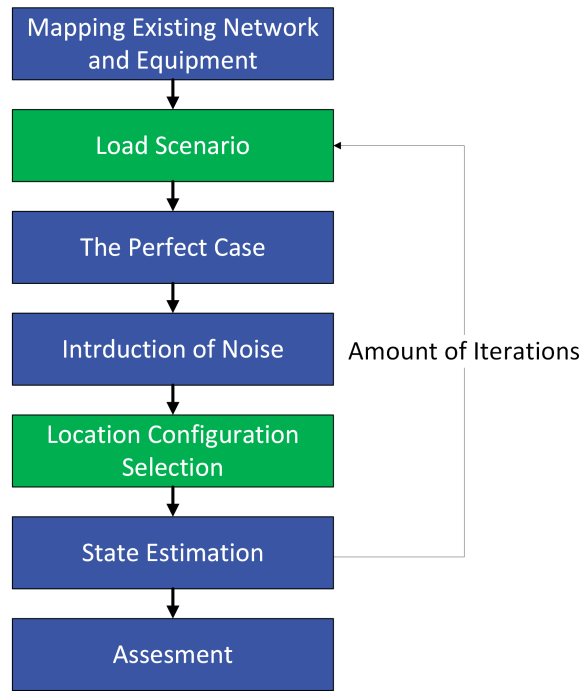 Mapping Existing Network
and Equipment
Load Scenario
The Perfect Case
Intrduction of Noise
Amount of Iterations
Location Configuration
Selection
State Estimation
Assesment